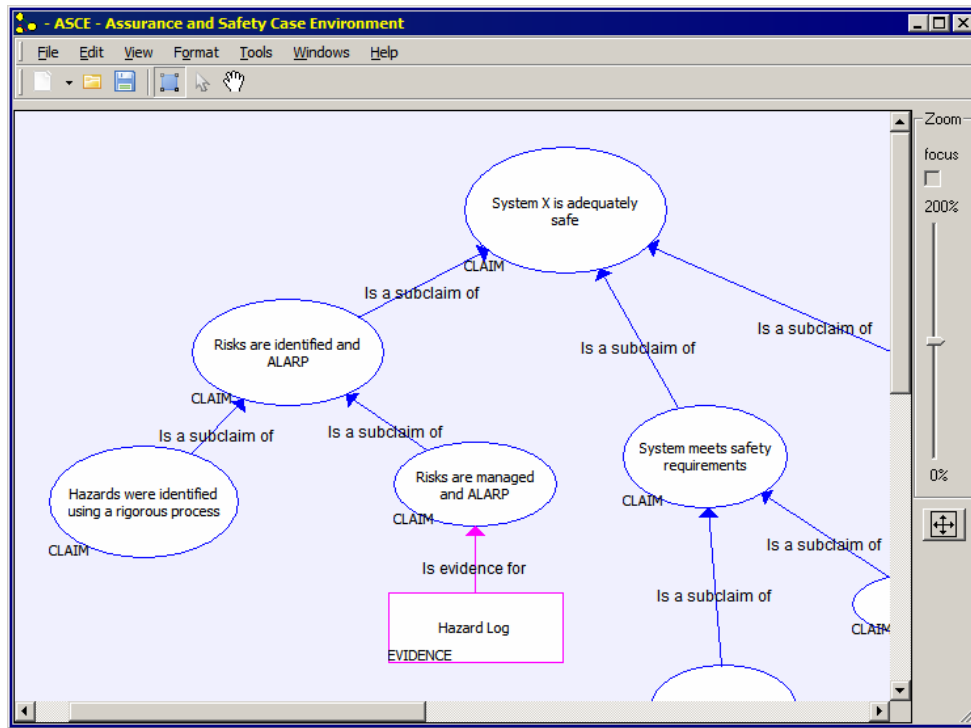 - ASCE - Assurance and Safety Case Environment
File Edit View Format Tools Windows Help
Zoom
focus
200%
0%
System X is adequately
safe
CLAIM
Is a subclaim of
Is a subclaim of
Is a subclaim of
Risks are identified and
ALARP
CLAIM
Is a subclaim of
Is a subclaim of
System meets safety
requirements
CLAIM
Hazards were identified
using a rigorous process
CLAIM
Risks are managed
and ALARP
CLAIM
Is a subclaim of
Is evidence for
Is a subclaim of
Hazard Log
EVIDENCE
CLAIM